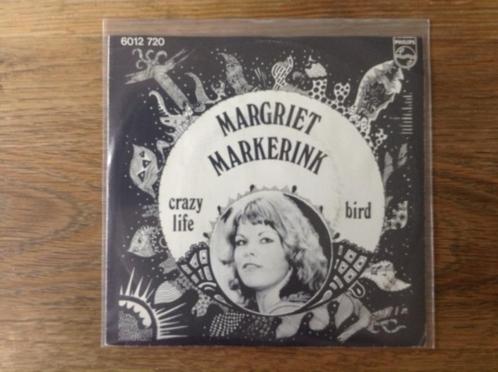 6012 720
PHILIPS
MARGRIET
MARKERINK
crazy
life
bird